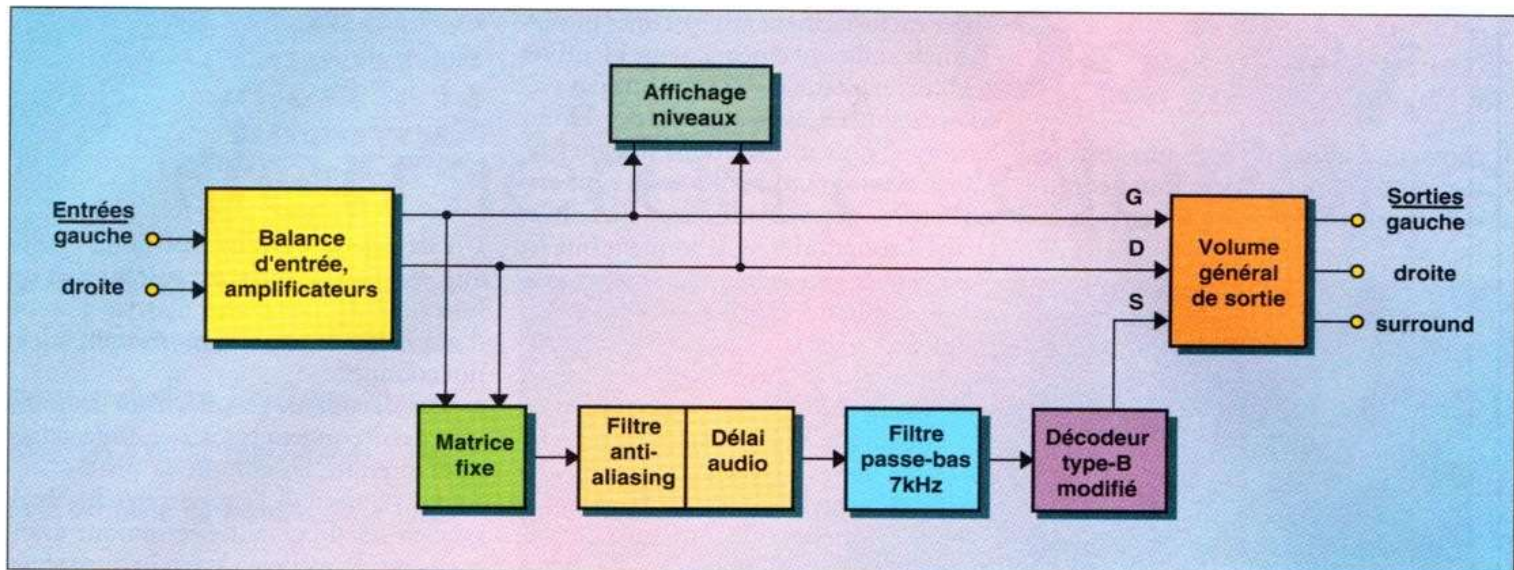 Affichage
niveaux
Entrées
gauche
droite
Balance
d'entrée,
amplificateurs
G
D
S
Volume
général
de sortie
Sorties
gauche
droite
surround
Matrice
fixe
Filtre
anti-
aliasing
Délai
audio
Filtre
passe-bas
7kHz
Décodeur
type-B
modifié